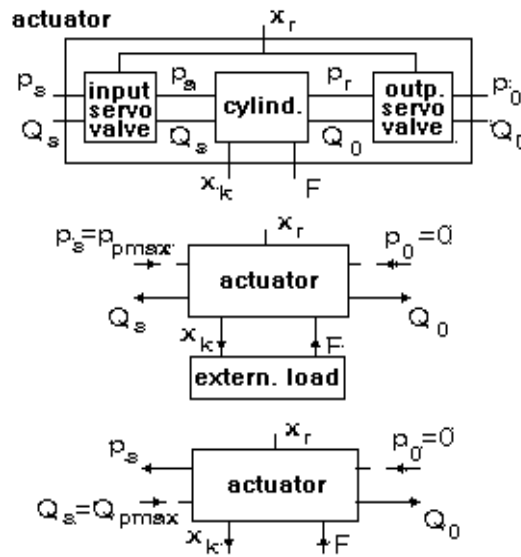 actuator x_r
p_s p_a p_r p_0
input servo valve cylind. outp. servo valve
Q_s Q_s Q_0 Q_0
x_k F
p_s=p_pmax x_r p_0=0
actuator
Q_s Q_0
x_k F
extern. load
p_s x_r p_0=0
actuator
Q_s=Q_pmax Q_0
x_k F